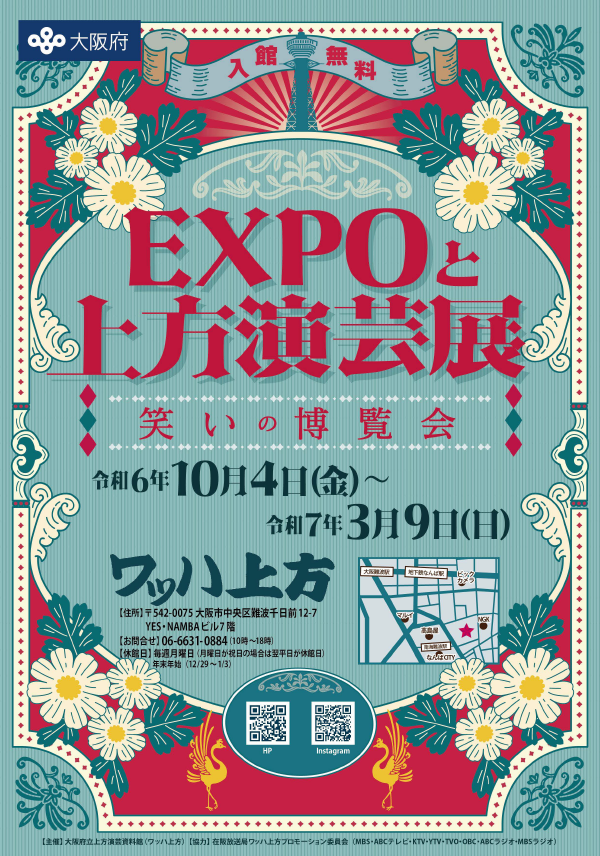 大阪府
入館無料
EXPOと
上方演芸展
笑いの博覧会
令和6年10月4日(金)～
令和7年3月9日(日)
ワッハ上方
【住所】〒542-0075 大阪市中央区難波千日前12-7
YES・NAMBAビル7階
【お問合せ】06-6631-0884(10時〜18時)
【休館日】毎週月曜日(月曜日が祝日の場合は翌平日が休館日)
年末年始(12/29〜1/3)
大阪難波駅
地下鉄なんば駅
ビック
カメラ
マルイ
高島屋
NGK
南海難波駅
なんばCITY
HP
Instagram
【主催】大阪府立上方演芸資料館(ワッハ上方)【協力】在阪放送局ワッハ上方プロモーション委員会(MBS・ABCテレビ・KTV・YTV・TVO・OBC・ABCラジオ・MBSラジオ)